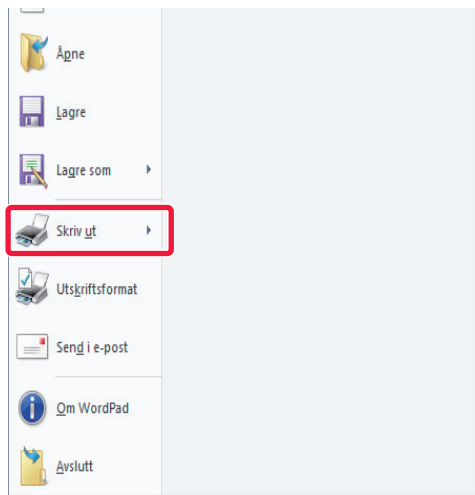 Åpne
Lagre
Lagre som
Skriv ut
Utskriftsformat
Send i e-post
Om WordPad
Avslutt